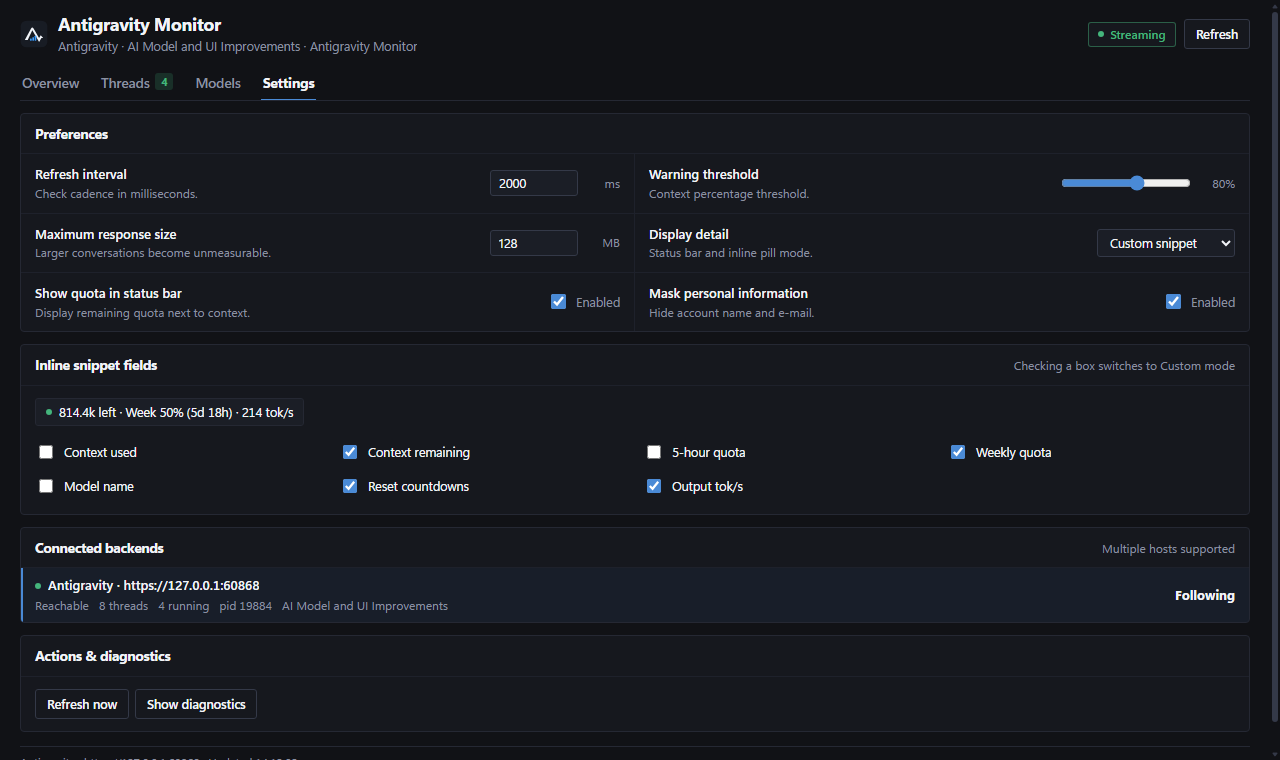 Antigravity Monitor
Antigravity · AI Model and UI Improvements · Antigravity Monitor
Streaming
Refresh
Overview Threads 4 Models Settings
Preferences
Refresh interval
Check cadence in milliseconds.
2000 ms
Warning threshold
Context percentage threshold.
80%
Maximum response size
Larger conversations become unmeasurable.
128 MB
Display detail
Status bar and inline pill mode.
Custom snippet
Show quota in status bar
Display remaining quota next to context.
Enabled
Mask personal information
Hide account name and e-mail.
Enabled
Inline snippet fields
Checking a box switches to Custom mode
814.4k left · Week 50% (5d 18h) · 214 tok/s
Context used Context remaining 5-hour quota Weekly quota
Model name Reset countdowns Output tok/s
Connected backends
Multiple hosts supported
Antigravity · https://127.0.0.1:60868
Reachable 8 threads 4 running pid 19884 AI Model and UI Improvements
Following
Actions & diagnostics
Refresh now Show diagnostics